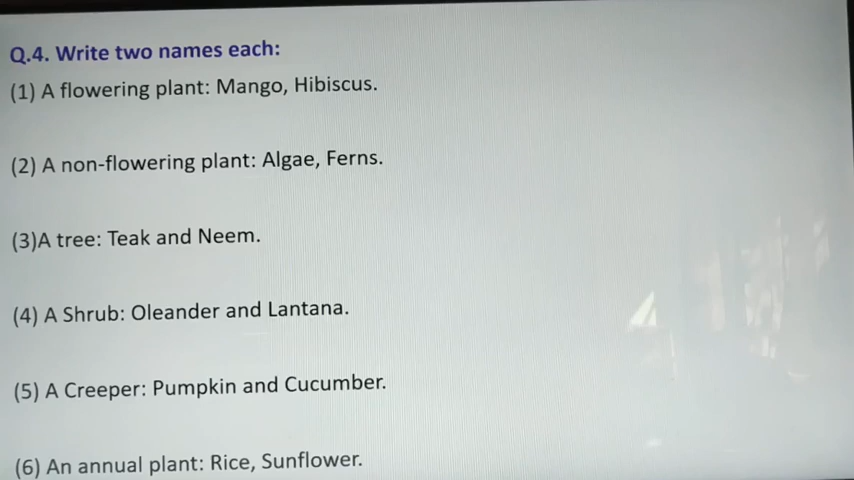 Q.4. Write two names each:
(1) A flowering plant: Mango, Hibiscus.
(2) A non-flowering plant: Algae, Ferns.
(3)A tree: Teak and Neem.
(4) A Shrub: Oleander and Lantana.
(5) A Creeper: Pumpkin and Cucumber.
(6) An annual plant: Rice, Sunflower.